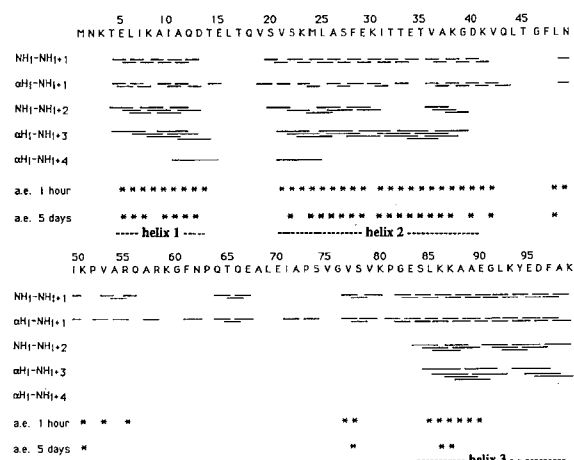 5 10 15 20 25 30 35 40 45
M N K T E L I K A I A Q D T E L T Q V S V S K M L A S F E K I T T E T V A K G D K V Q L T G F L N
NHi-NHi+1
αHi-NHi+1
NHi-NHi+2
αHi-NHi+3
αHi-NHi+4
a.e. 1 hour
a.e. 5 days
helix 1 helix 2
50 55 60 65 70 75 80 85 90 95
I K P V A R Q A R K G F N P Q T Q E A L E I A P S V G V S V K P G E S L K K A A E G L K Y E D F A K
NHi-NHi+1
αHi-NHi+1
NHi-NHi+2
αHi-NHi+3
αHi-NHi+4
a.e. 1 hour
a.e. 5 days
helix 3